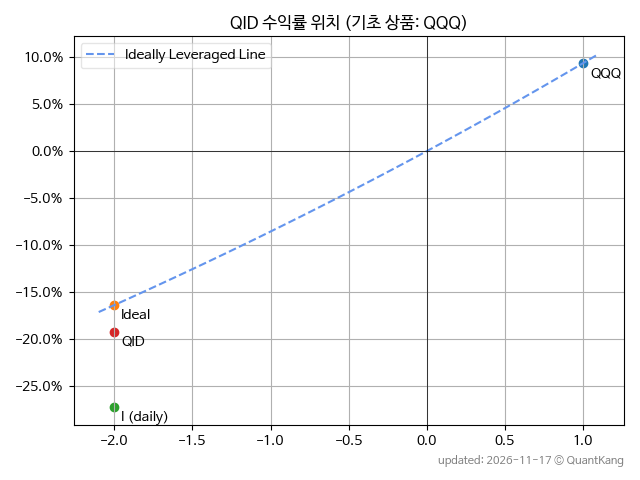 QID 수익률 위치 (기초 상품: QQQ)
Ideally Leveraged Line
10.0%
5.0%
0.0%
−5.0%
−10.0%
−15.0%
−20.0%
−25.0%
QQQ
Ideal
QID
I (daily)
−2.0 −1.5 −1.0 −0.5 0.0 0.5 1.0
updated: 2026-11-17 © QuantKang